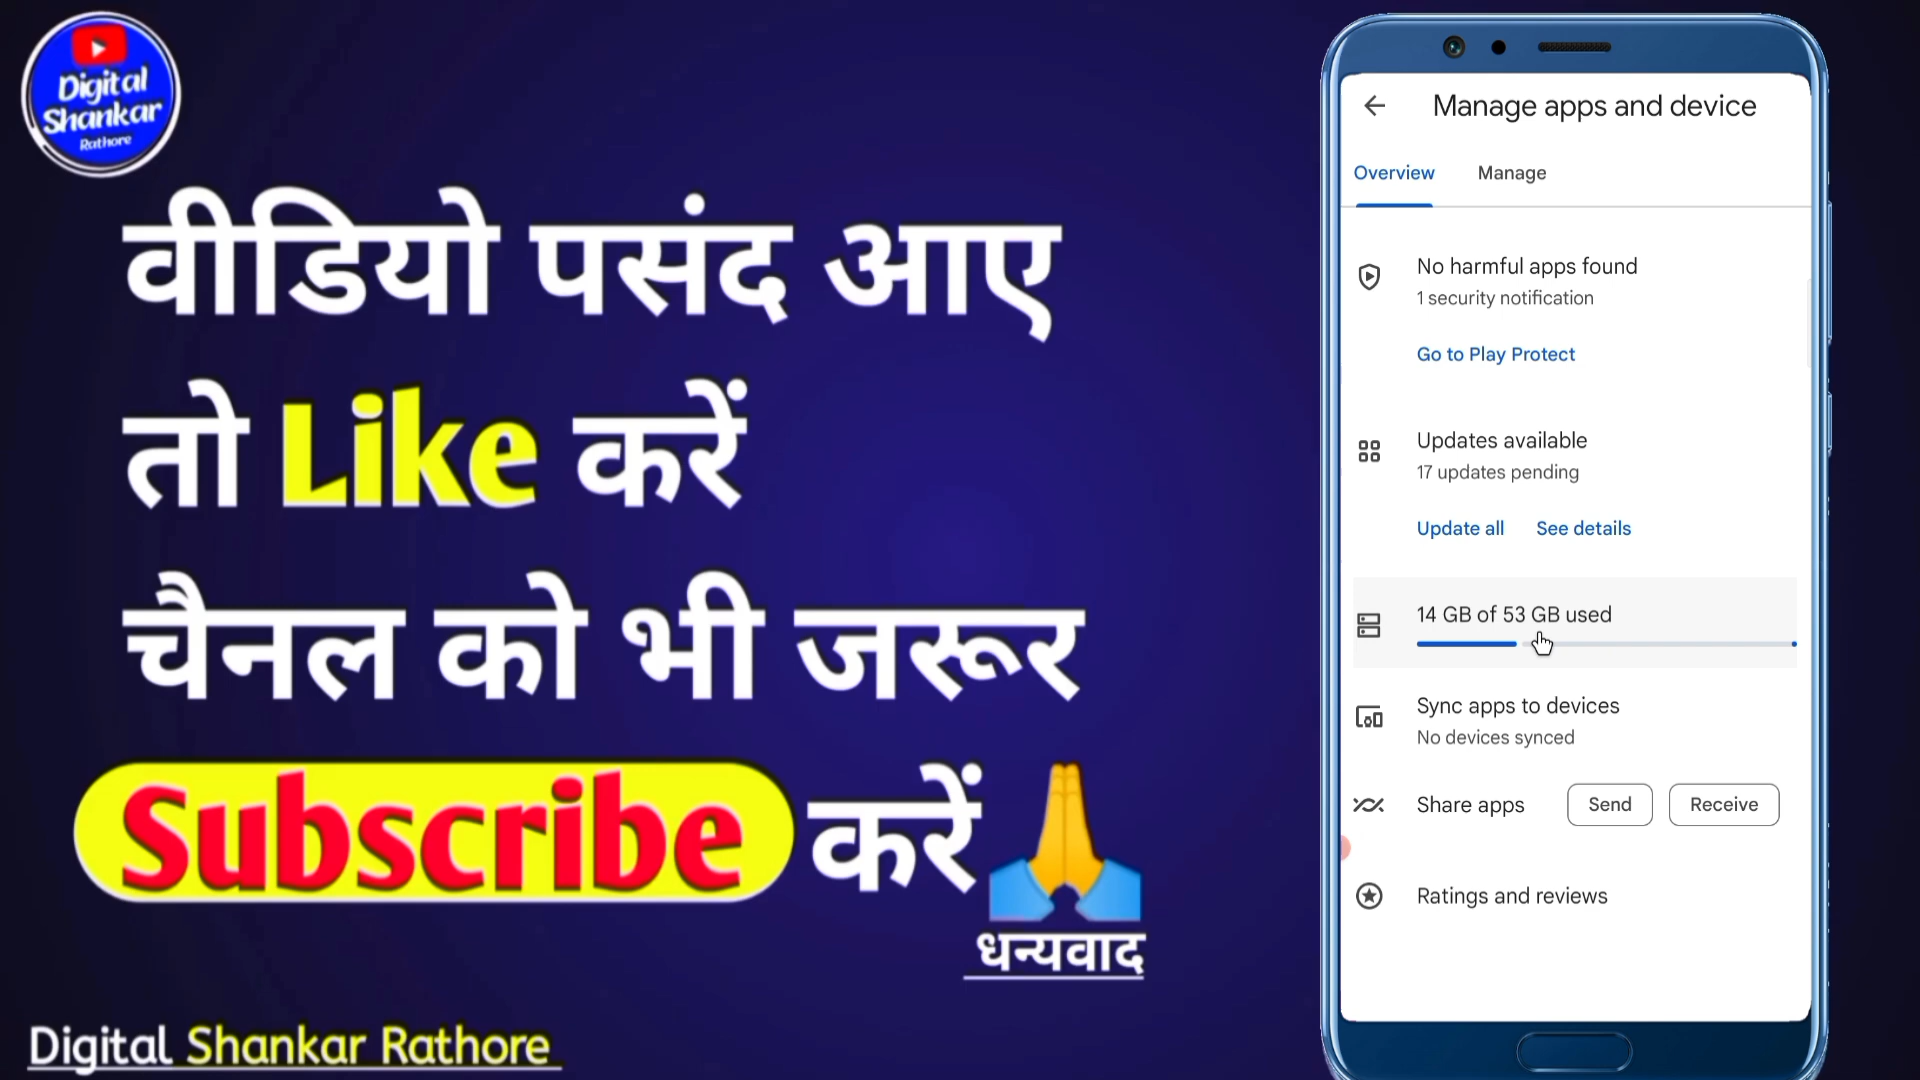 Digital
Shankar
Rathore
वीडियो पसंद आए
तो Like करें
चैनल को भी जरूर
Subscribe करें
धन्यवाद
Digital Shankar Rathore
Manage apps and device
Overview Manage
No harmful apps found
1 security notification
Go to Play Protect
Updates available
17 updates pending
Update all See details
14 GB of 53 GB used
Sync apps to devices
No devices synced
Share apps Send Receive
Ratings and reviews